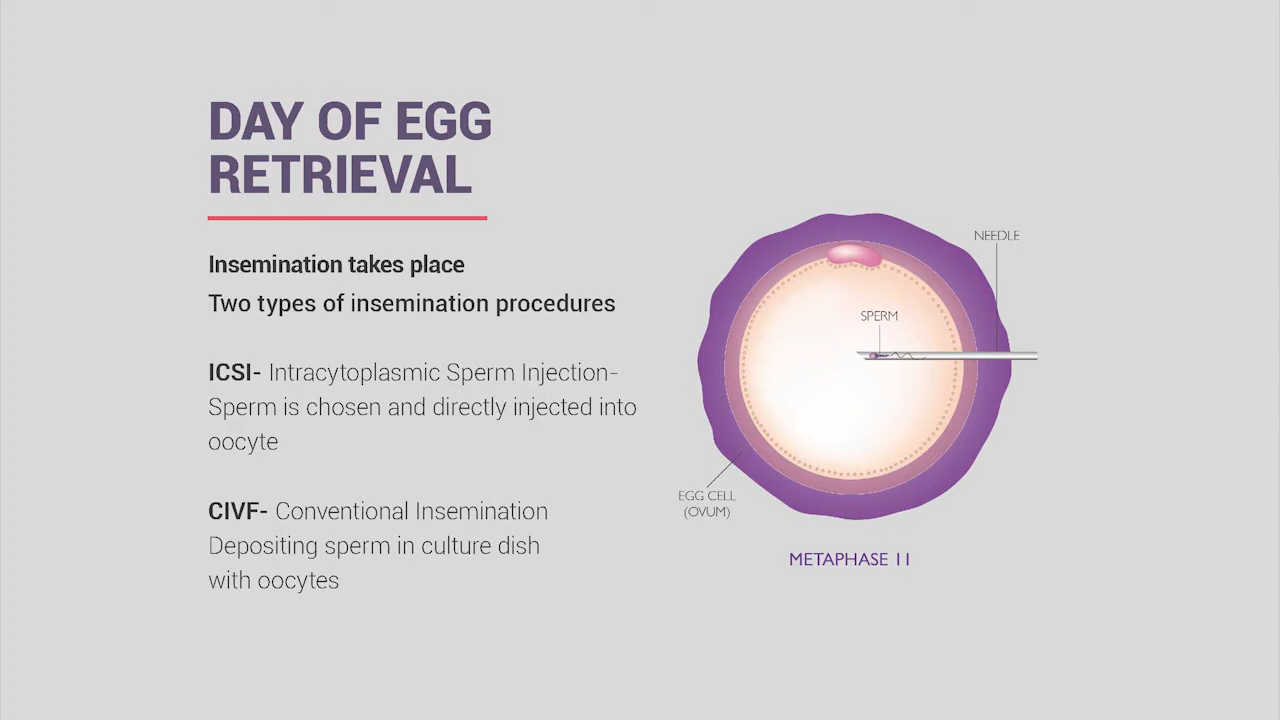 DAY OF EGG
RETRIEVAL
Insemination takes place
Two types of insemination procedures
ICSI- Intracytoplasmic Sperm Injection-
Sperm is chosen and directly injected into
oocyte
CIVF- Conventional Insemination
Depositing sperm in culture dish
with oocytes
NEEDLE
SPERM
EGG CELL
(OVUM)
METAPHASE II